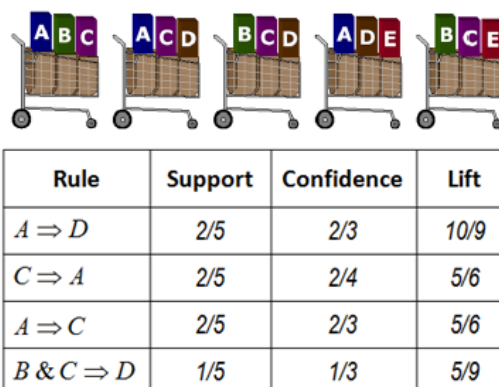 A B C A C D B C D A D E B C E
Rule Support Confidence Lift
A ⇒ D 2/5 2/3 10/9
C ⇒ A 2/5 2/4 5/6
A ⇒ C 2/5 2/3 5/6
B & C ⇒ D 1/5 1/3 5/9